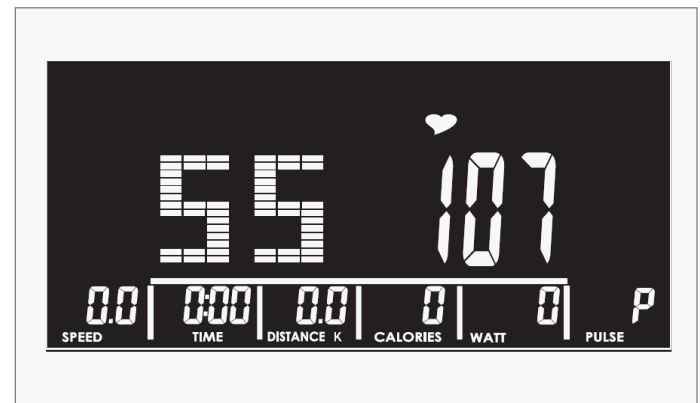 55 107
0.0 0:00 0.0 0 0 P
SPEED TIME DISTANCE K CALORIES WATT PULSE